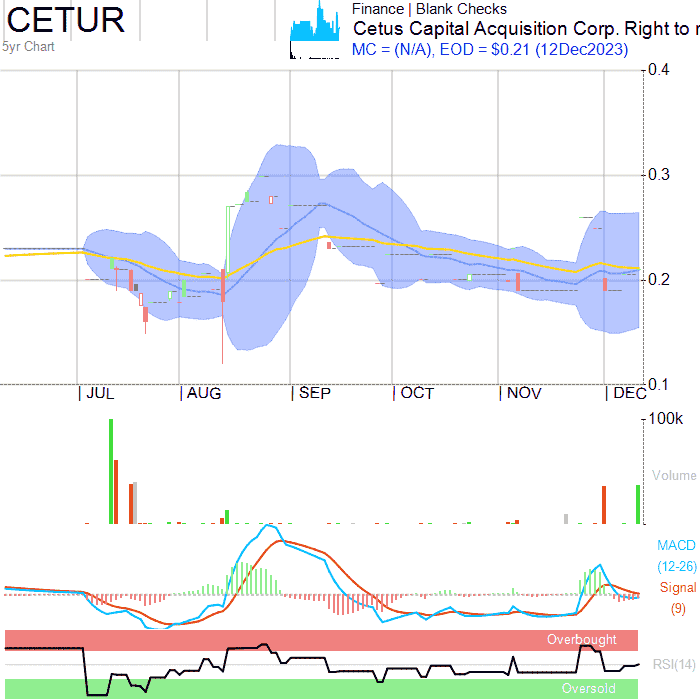 CETUR
5yr Chart
Finance | Blank Checks
Cetus Capital Acquisition Corp. Right to r
MC = (N/A), EOD = $0.21 (12Dec2023)
0.4
0.3
0.2
0.1
JUL AUG SEP OCT NOV DEC
100k
Volume
MACD
(12-26)
Signal
(9)
Overbought
RSI(14)
Oversold